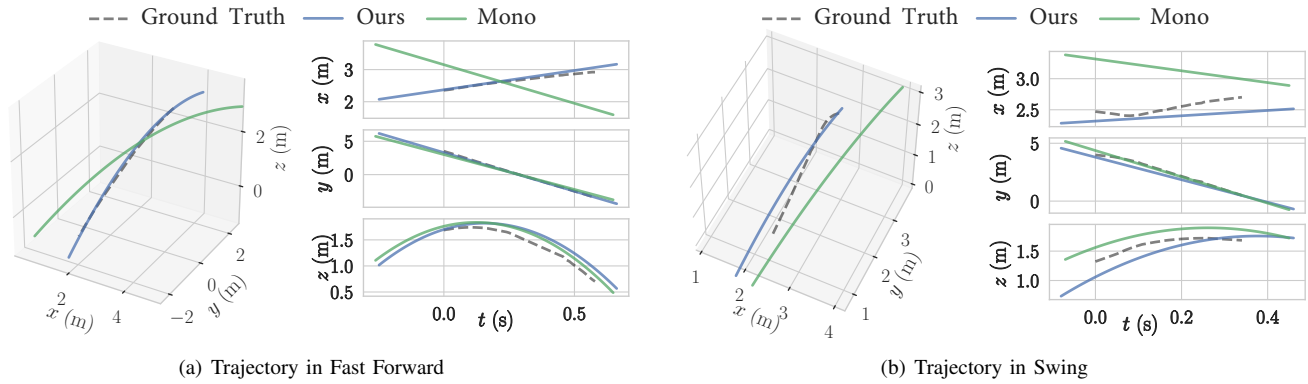 Ground Truth Ours Mono
2
0
z (m)
2
4
x (m)
−2
0
2
y (m)
3
2
x (m)
5
0
y (m)
1.5
1.0
0.5
z (m)
0.0 0.5
t (s)
(a) Trajectory in Fast Forward
Ground Truth Ours Mono
3
2
1
0
z (m)
1
2
3
4
x (m)
1
2
3
y (m)
3.0
2.5
x (m)
5
0
y (m)
1.5
1.0
z (m)
0.0 0.2 0.4
t (s)
(b) Trajectory in Swing